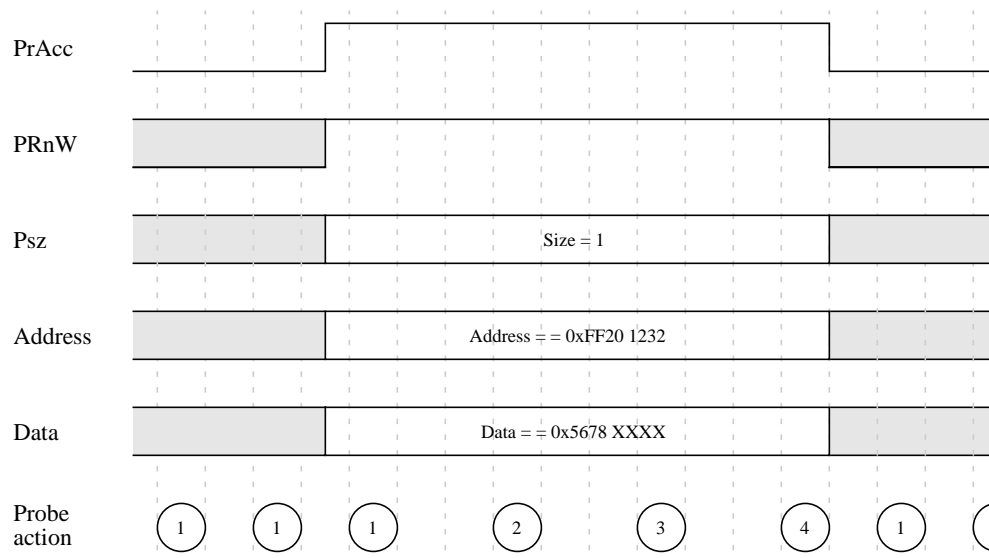 PrAcc
PRnW
Psz
Size = 1
Address
Address = = 0xFF20 1232
Data
Data = = 0x5678 XXXX
Probe
action
1 1 1 2 3 4 1